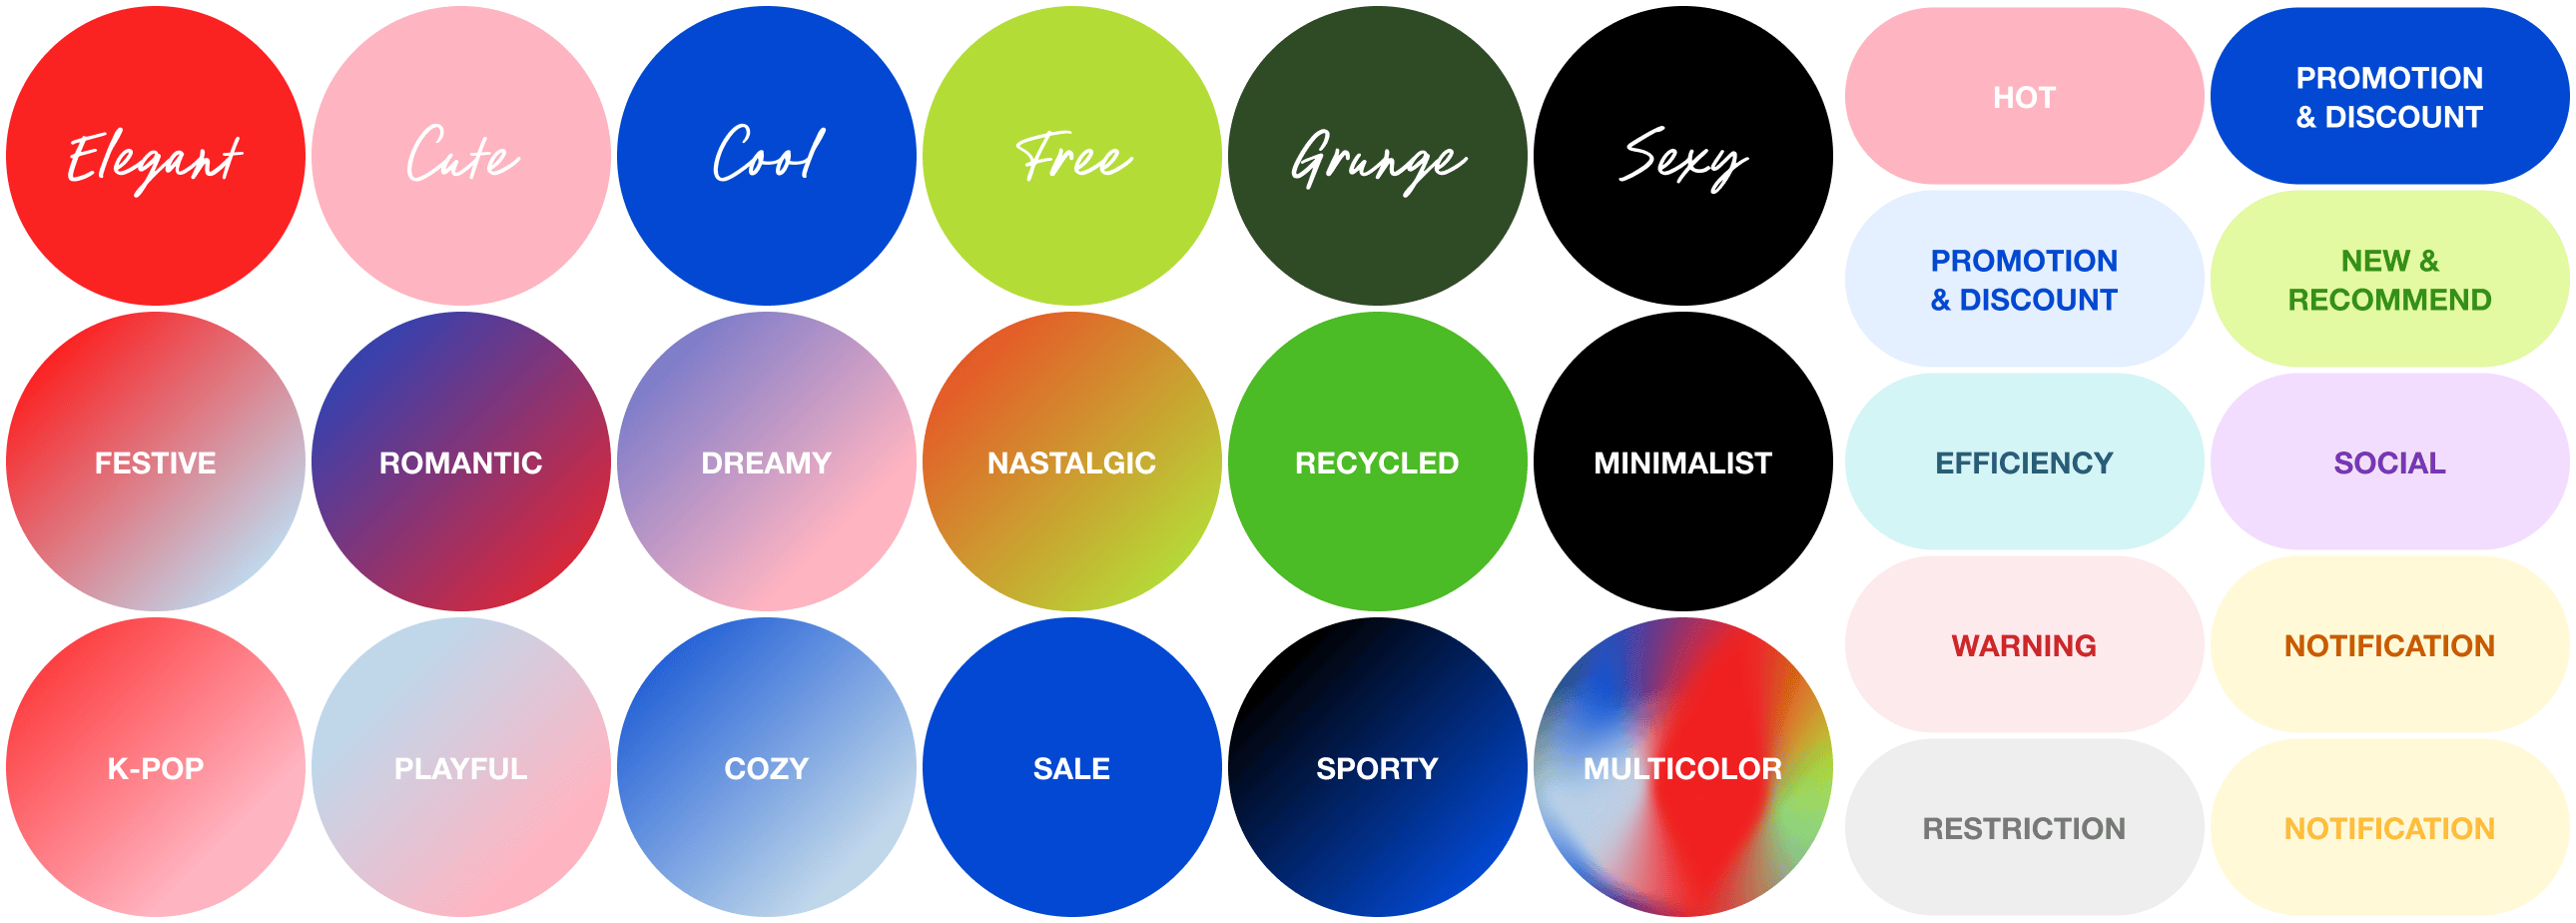 Elegant
Cute
Cool
Free
Grunge
Sexy
FESTIVE
ROMANTIC
DREAMY
NASTALGIC
RECYCLED
MINIMALIST
K-POP
PLAYFUL
COZY
SALE
SPORTY
MULTICOLOR
HOT
PROMOTION
& DISCOUNT
PROMOTION
& DISCOUNT
NEW &
RECOMMEND
EFFICIENCY
SOCIAL
WARNING
NOTIFICATION
RESTRICTION
NOTIFICATION